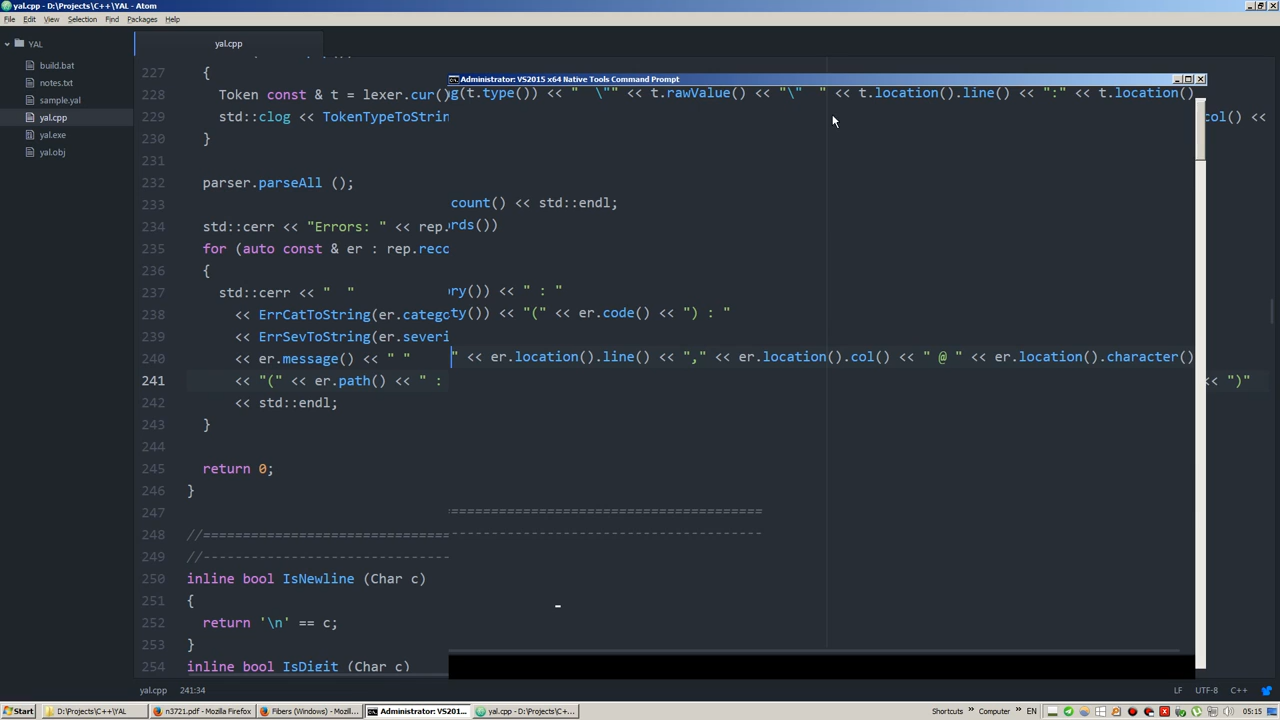 yal.cpp - D:\Projects\C++\YAL - Atom
File Edit View Selection Find Packages Help
YAL
build.bat
notes.txt
sample.yal
yal.cpp
yal.exe
yal.obj
yal.cpp
Administrator: VS2015 x64 Native Tools Command Prompt
227 {
228 Token const & t = lexer.cur()
g(t.type()) << "  \"" << t.rawValue() << "\"  " << t.location().line() << ":" << t.location()
229 std::clog << TokenTypeToStrin
col() <<
230 }
231
232 parser.parseAll ();
233
count() << std::endl;
234 std::cerr << "Errors: " << rep.
rds())
235 for (auto const & er : rep.reco
236 {
237 std::cerr << "  "
ry()) << " : "
238 << ErrCatToString(er.catego
ty()) << "(" << er.code() << ") : "
239 << ErrSevToString(er.severi
240 << er.message() << " "
" << er.location().line() << "," << er.location().col() << " @ " << er.location().character()
241 << "(" << er.path() << " :
<< ")"
242 << std::endl;
243 }
244
245 return 0;
246 }
247
248 //==============================
==========================================
249 //------------------------------
------------------------------------------
250 inline bool IsNewline (Char c)
251 {
252 return '\n' == c;
253 }
254 inline bool IsDigit (Char c)
yal.cpp 241:34
LF UTF-8 C++
Start
D:\Projects\C++\YAL
n3721.pdf - Mozilla Firefox
Fibers (Windows) - Mozill...
Administrator: VS201...
yal.cpp - D:\Projects\C...
Shortcuts » Computer » EN
05:15